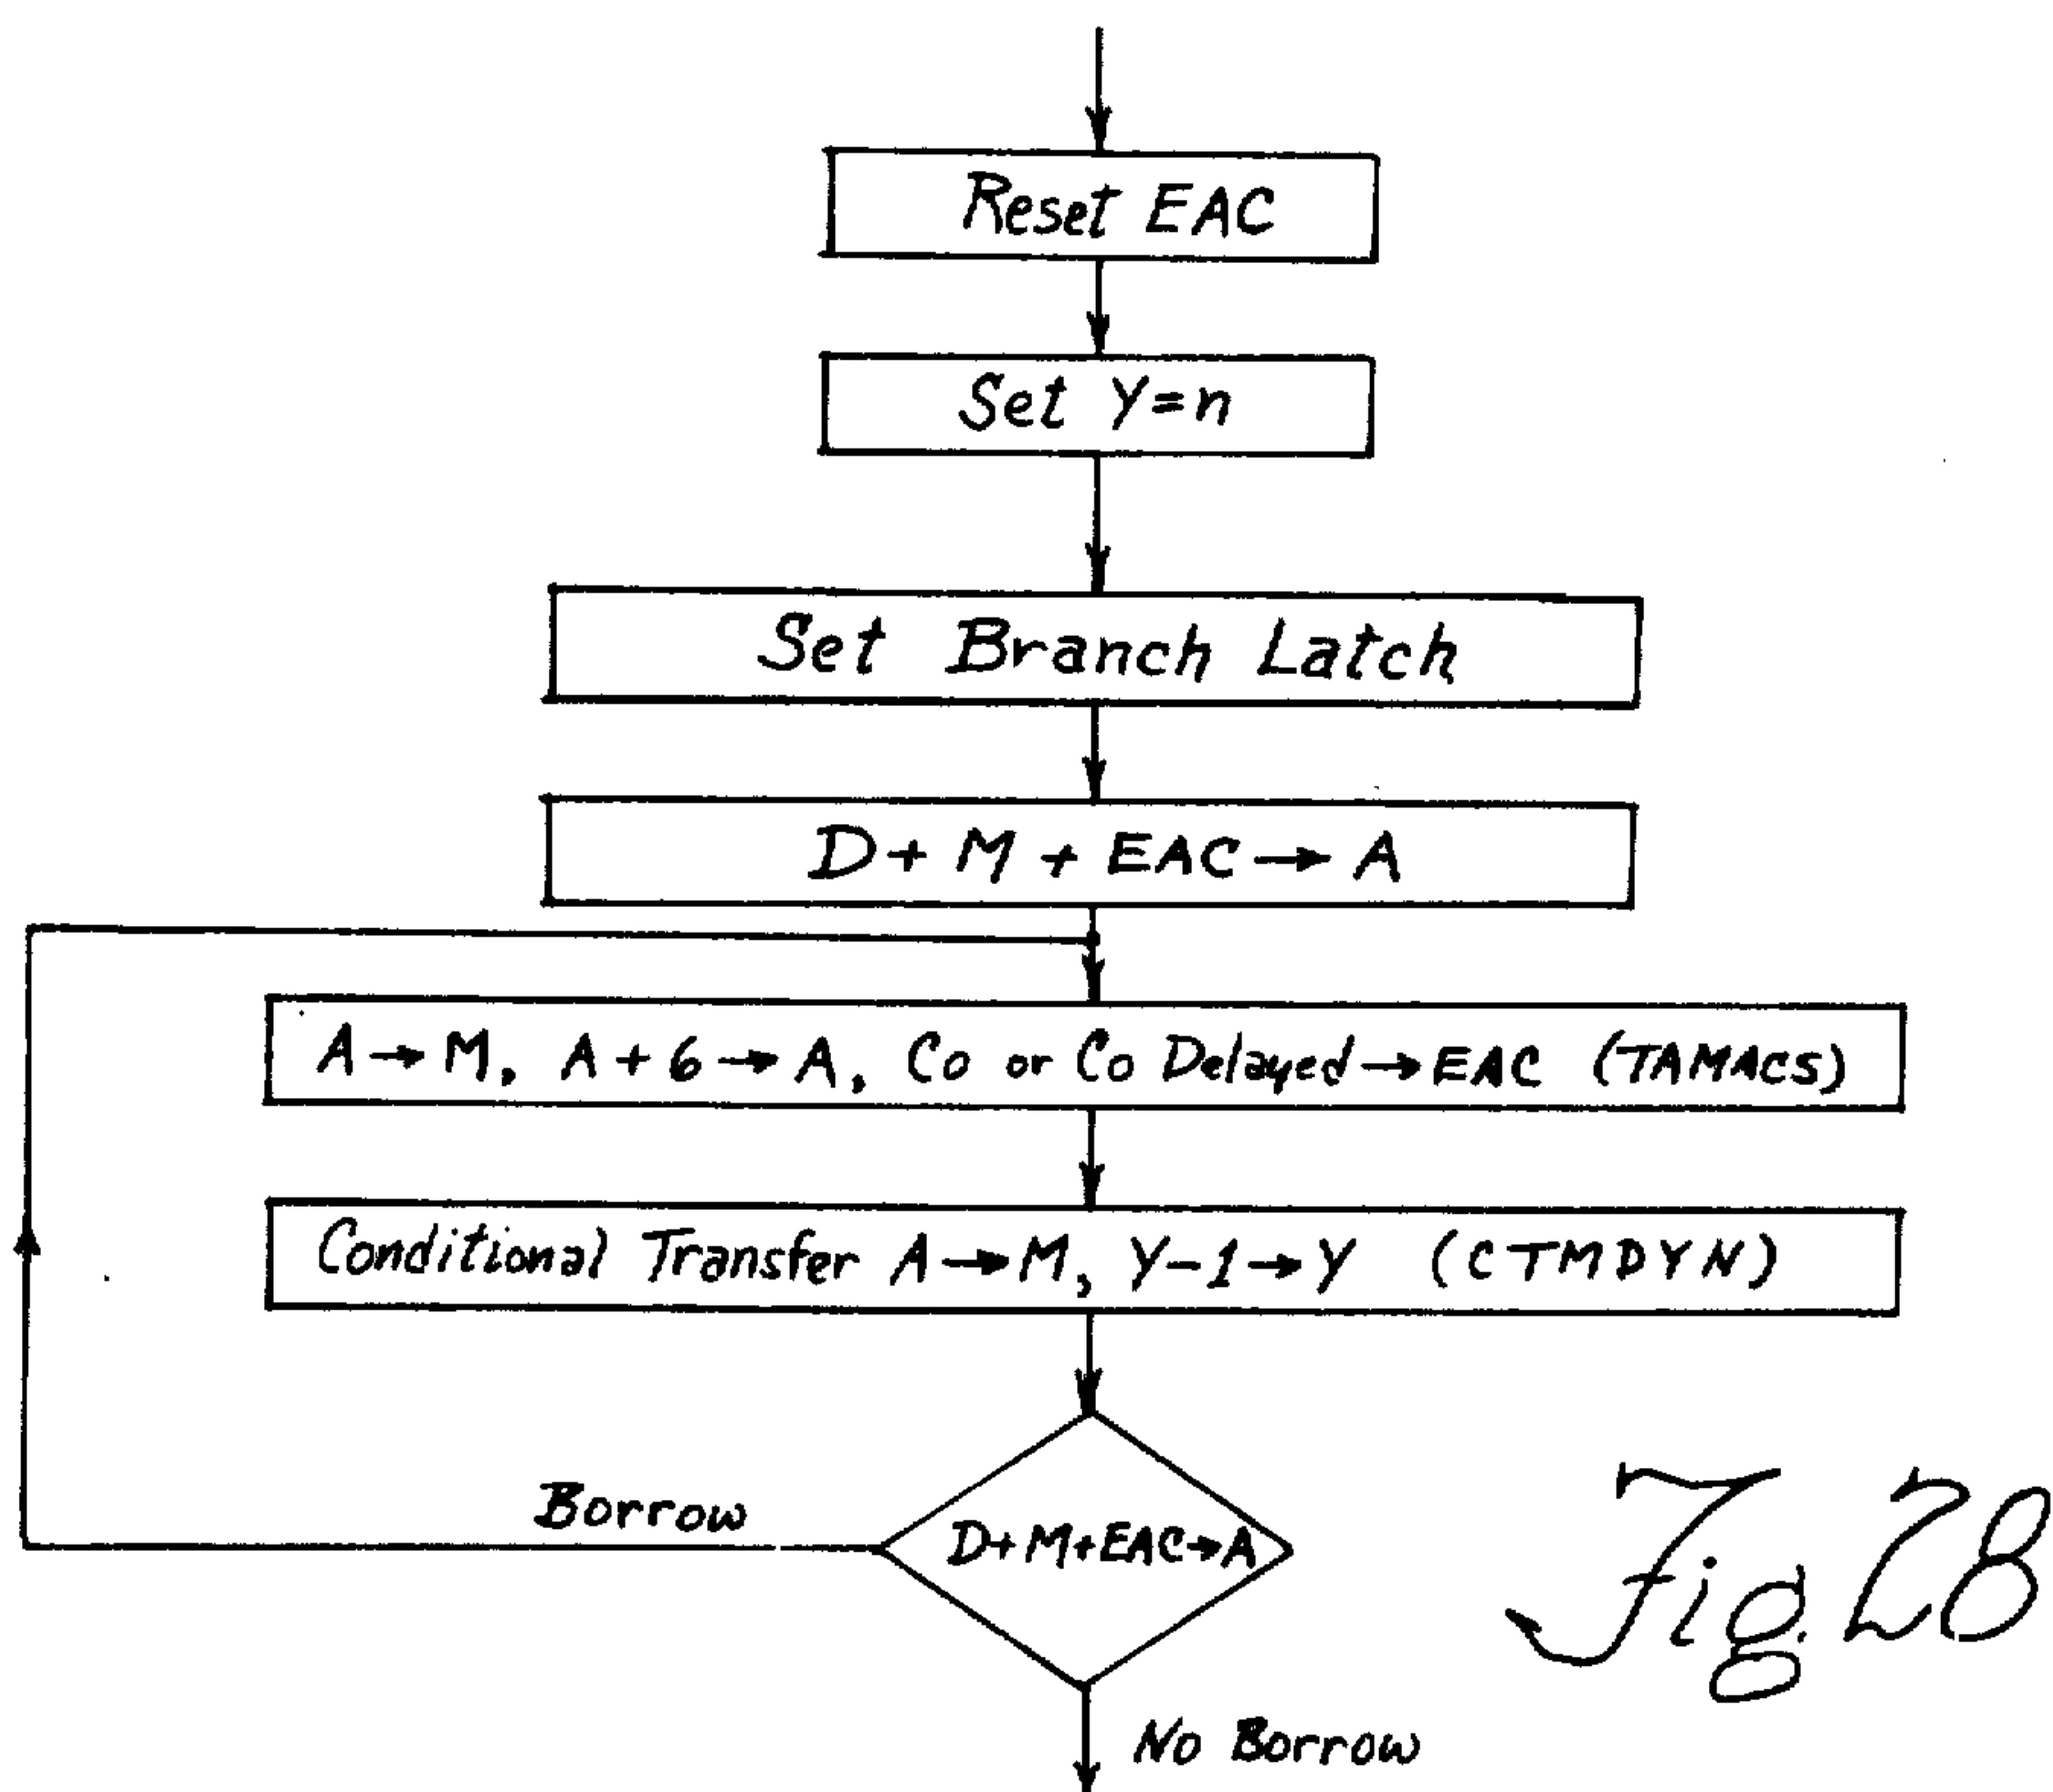 Reset EAC
Set Y=n
Set Branch Latch
D+ M + EAC → A
A → M, A + 6 → A, Co or Co Delayed → EAC (TAMACS)
Conditional Transfer A → M, Y-1 → Y (CTMDYN)
Borrow
D+M+EAC→A
No Borrow
Fig. 28